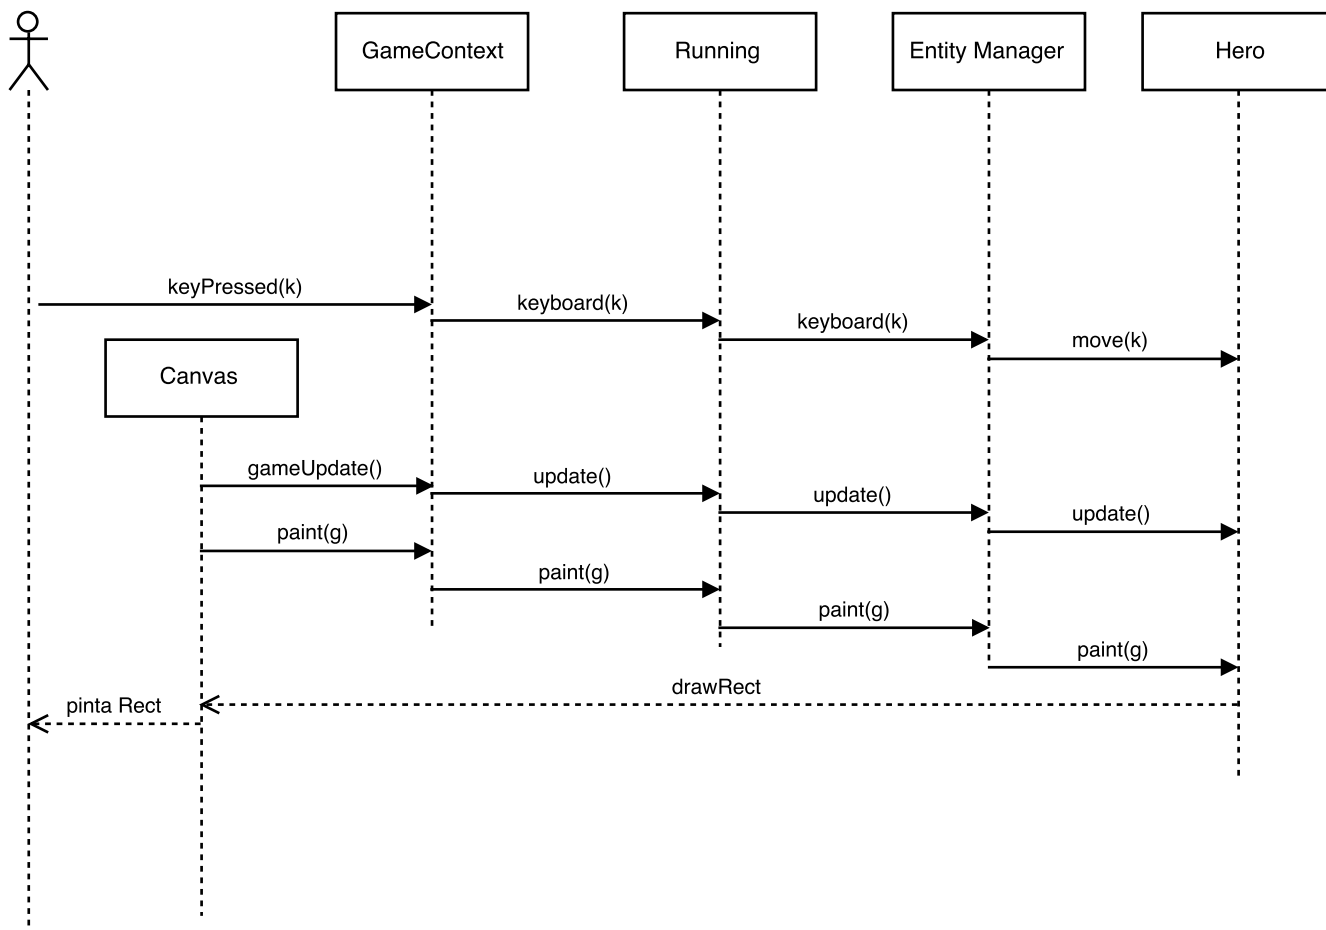 GameContext
Running
Entity Manager
Hero
keyPressed(k)
keyboard(k)
keyboard(k)
move(k)
Canvas
gameUpdate()
update()
update()
update()
paint(g)
paint(g)
paint(g)
paint(g)
drawRect
pinta Rect